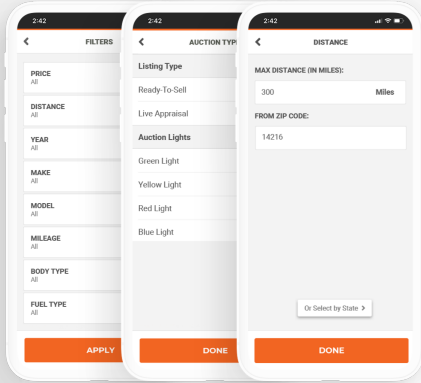 2:42
FILTERS
PRICE
All
DISTANCE
All
YEAR
All
MAKE
All
MODEL
All
MILEAGE
All
BODY TYPE
All
FUEL TYPE
All
APPLY
2:42
AUCTION TYP
Listing Type
Ready-To-Sell
Live Appraisal
Auction Lights
Green Light
Yellow Light
Red Light
Blue Light
DONE
2:42
DISTANCE
MAX DISTANCE (IN MILES):
300 Miles
FROM ZIP CODE:
14216
Or Select by State >
DONE